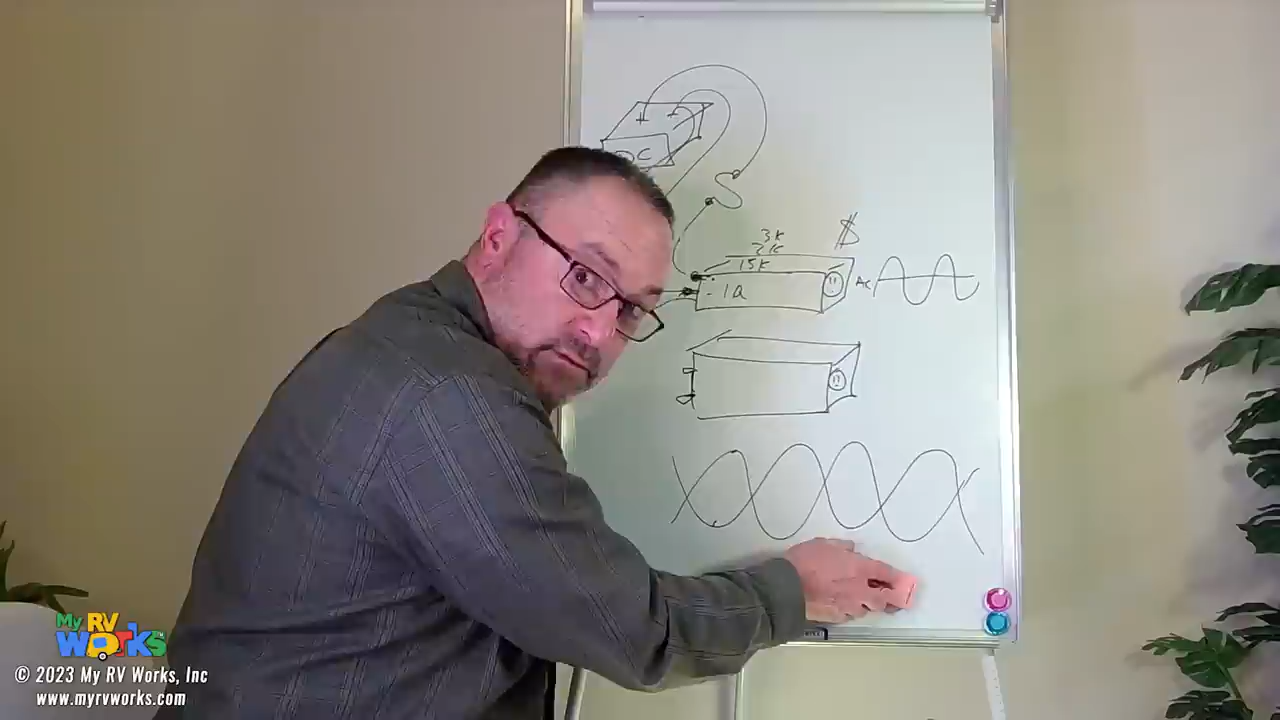 DC
3K
2K
15K
$
- 1Ω
AC
My RV
Works
© 2023 My RV Works, Inc
www.myrvworks.com